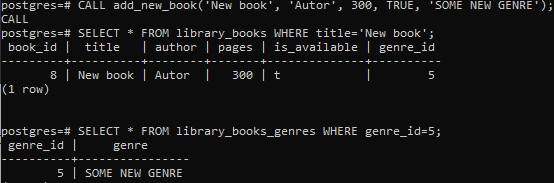 postgres=# CALL add_new_book('New book', 'Autor', 300, TRUE, 'SOME NEW GENRE');
CALL
postgres=# SELECT * FROM library_books WHERE title='New book';
 book_id |  title   | author | pages | is_available | genre_id
---------+----------+--------+-------+--------------+----------
       8 | New book | Autor  |   300 | t            |        5
(1 row)
postgres=# SELECT * FROM library_books_genres WHERE genre_id=5;
 genre_id |     genre
----------+----------------
        5 | SOME NEW GENRE